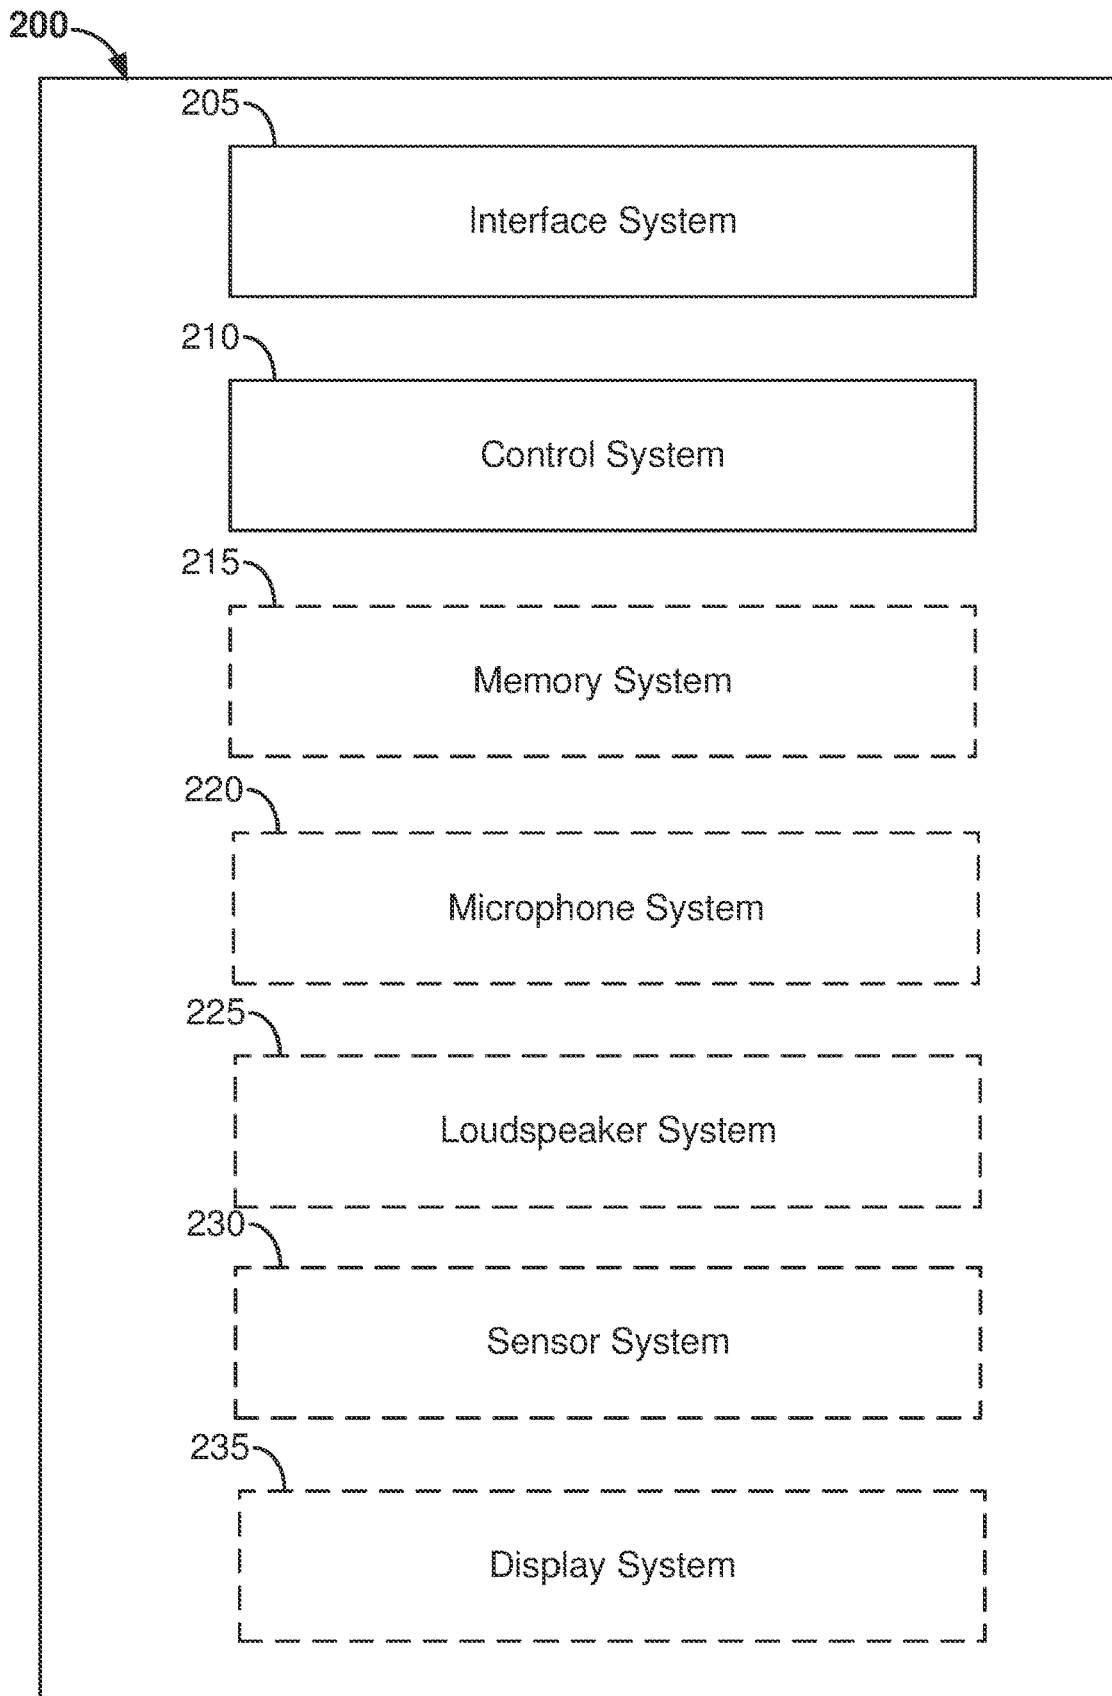 200
205
Interface System
210
Control System
215
Memory System
220
Microphone System
225
Loudspeaker System
230
Sensor System
235
Display System